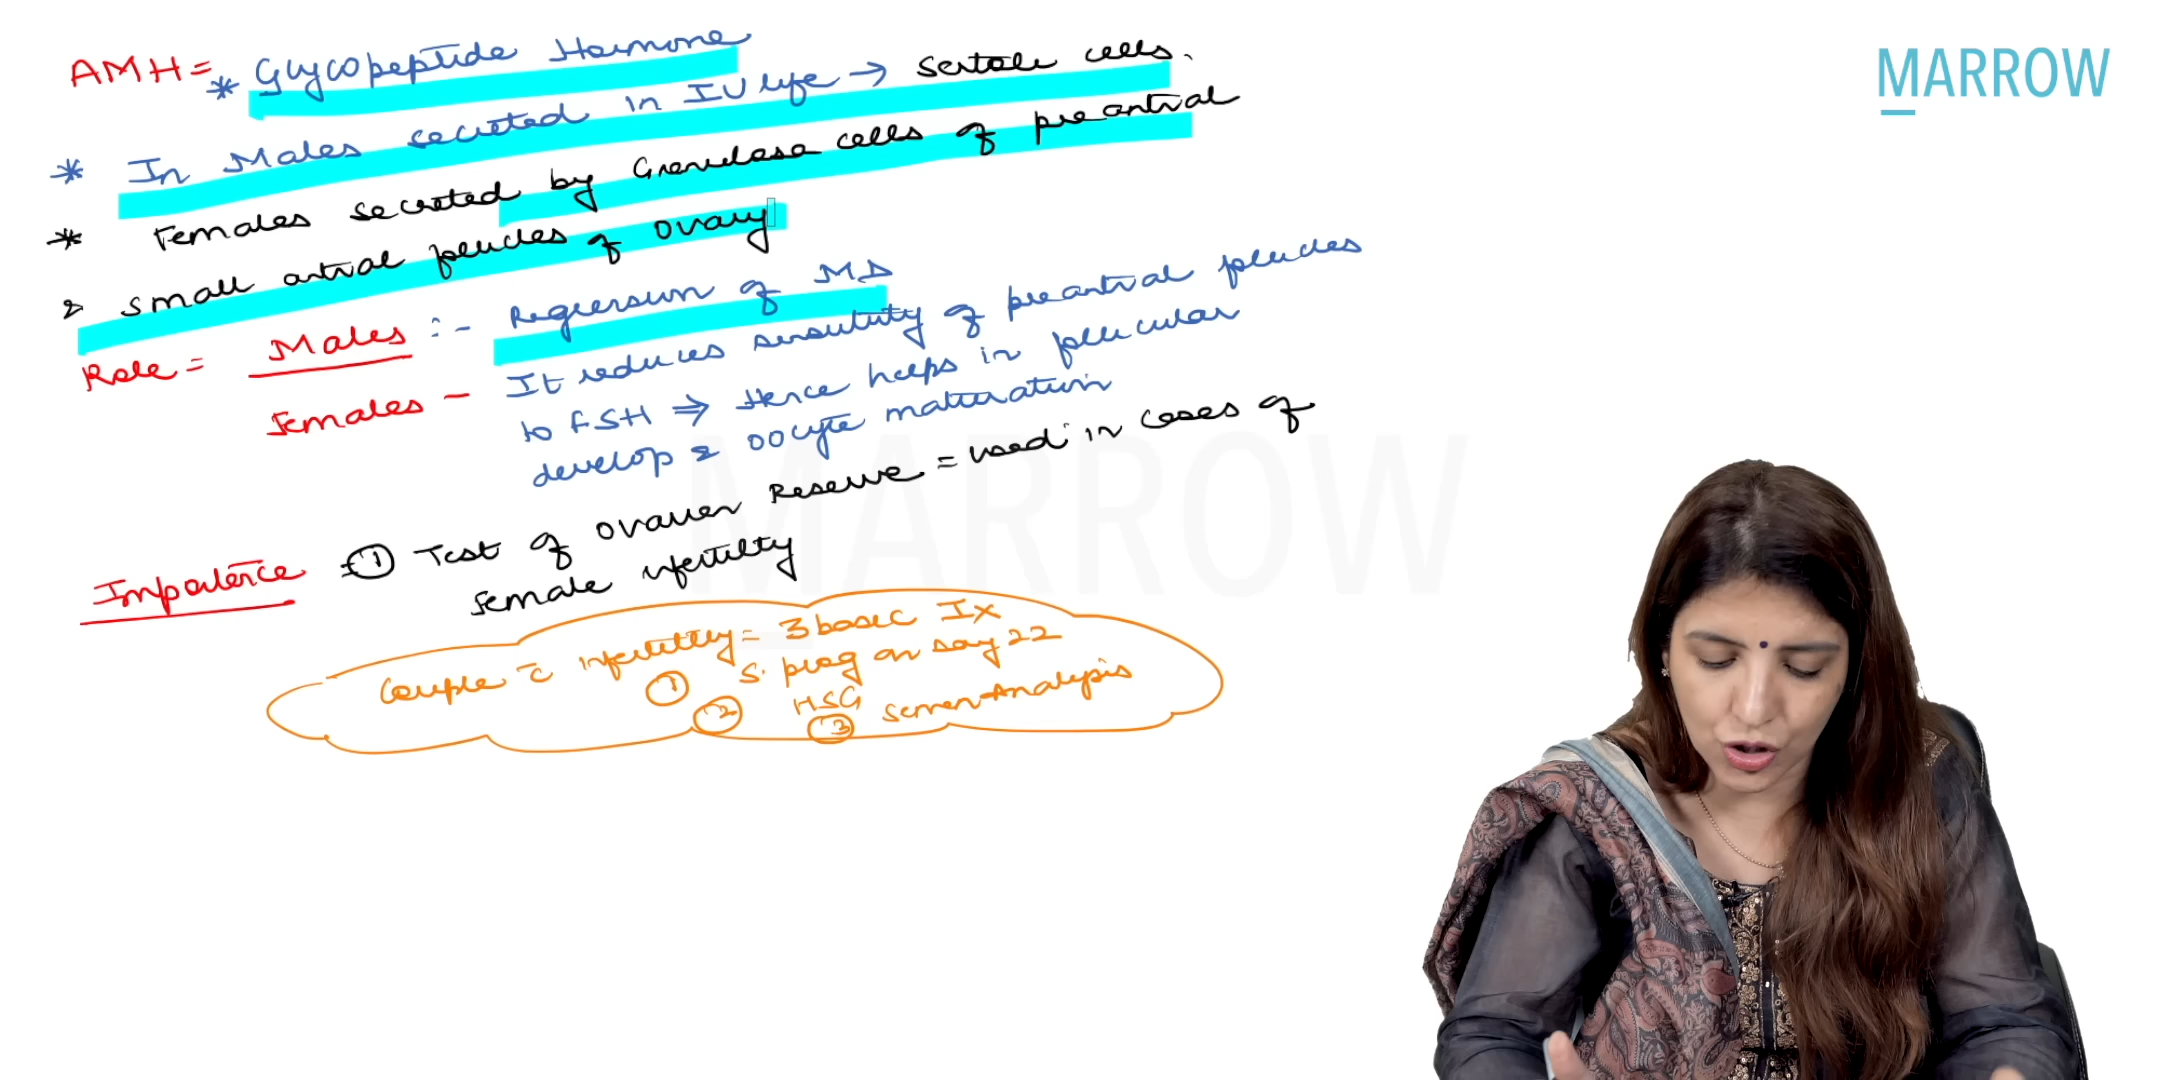 AMH = * Glycopeptide Hormone
* In Males secreted in IU life → Sertoli cells.
* Females secreted by Granulosa cells of preantral
& small antral follicles of ovary
Role = Males :- Regression of MD
Females - It reduces sensitivity of preantral follicles
to FSH ⇒ Hence helps in follicular
develop & oocyte maturation
Importance = ① Test of ovarian Reserve = used in cases of
female infertility
Couple c̄ infertility = 3 basic Ix
① S. prog on day 22
② HSG
③ Semen Analysis
MARROW
MARROW